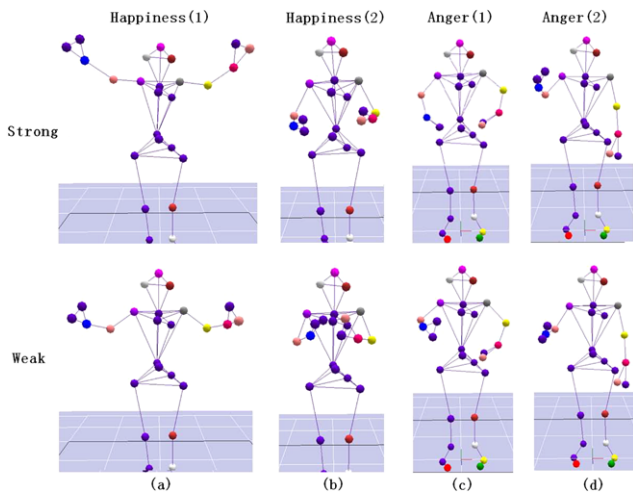 Happiness(1) Happiness(2) Anger(1) Anger(2)
Strong
Weak
(a) (b) (c) (d)